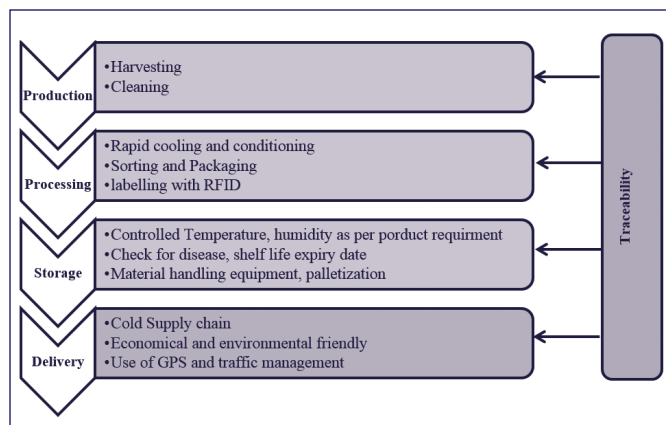 Production
•Harvesting
•Cleaning
Processing
•Rapid cooling and conditioning
•Sorting and Packaging
•labelling with RFID
Storage
•Controlled Temperature, humidity as per porduct requirment
•Check for disease, shelf life expiry date
•Material handling equipment, palletization
Delivery
•Cold Supply chain
•Economical and environmental friendly
•Use of GPS and traffic management
Traceability